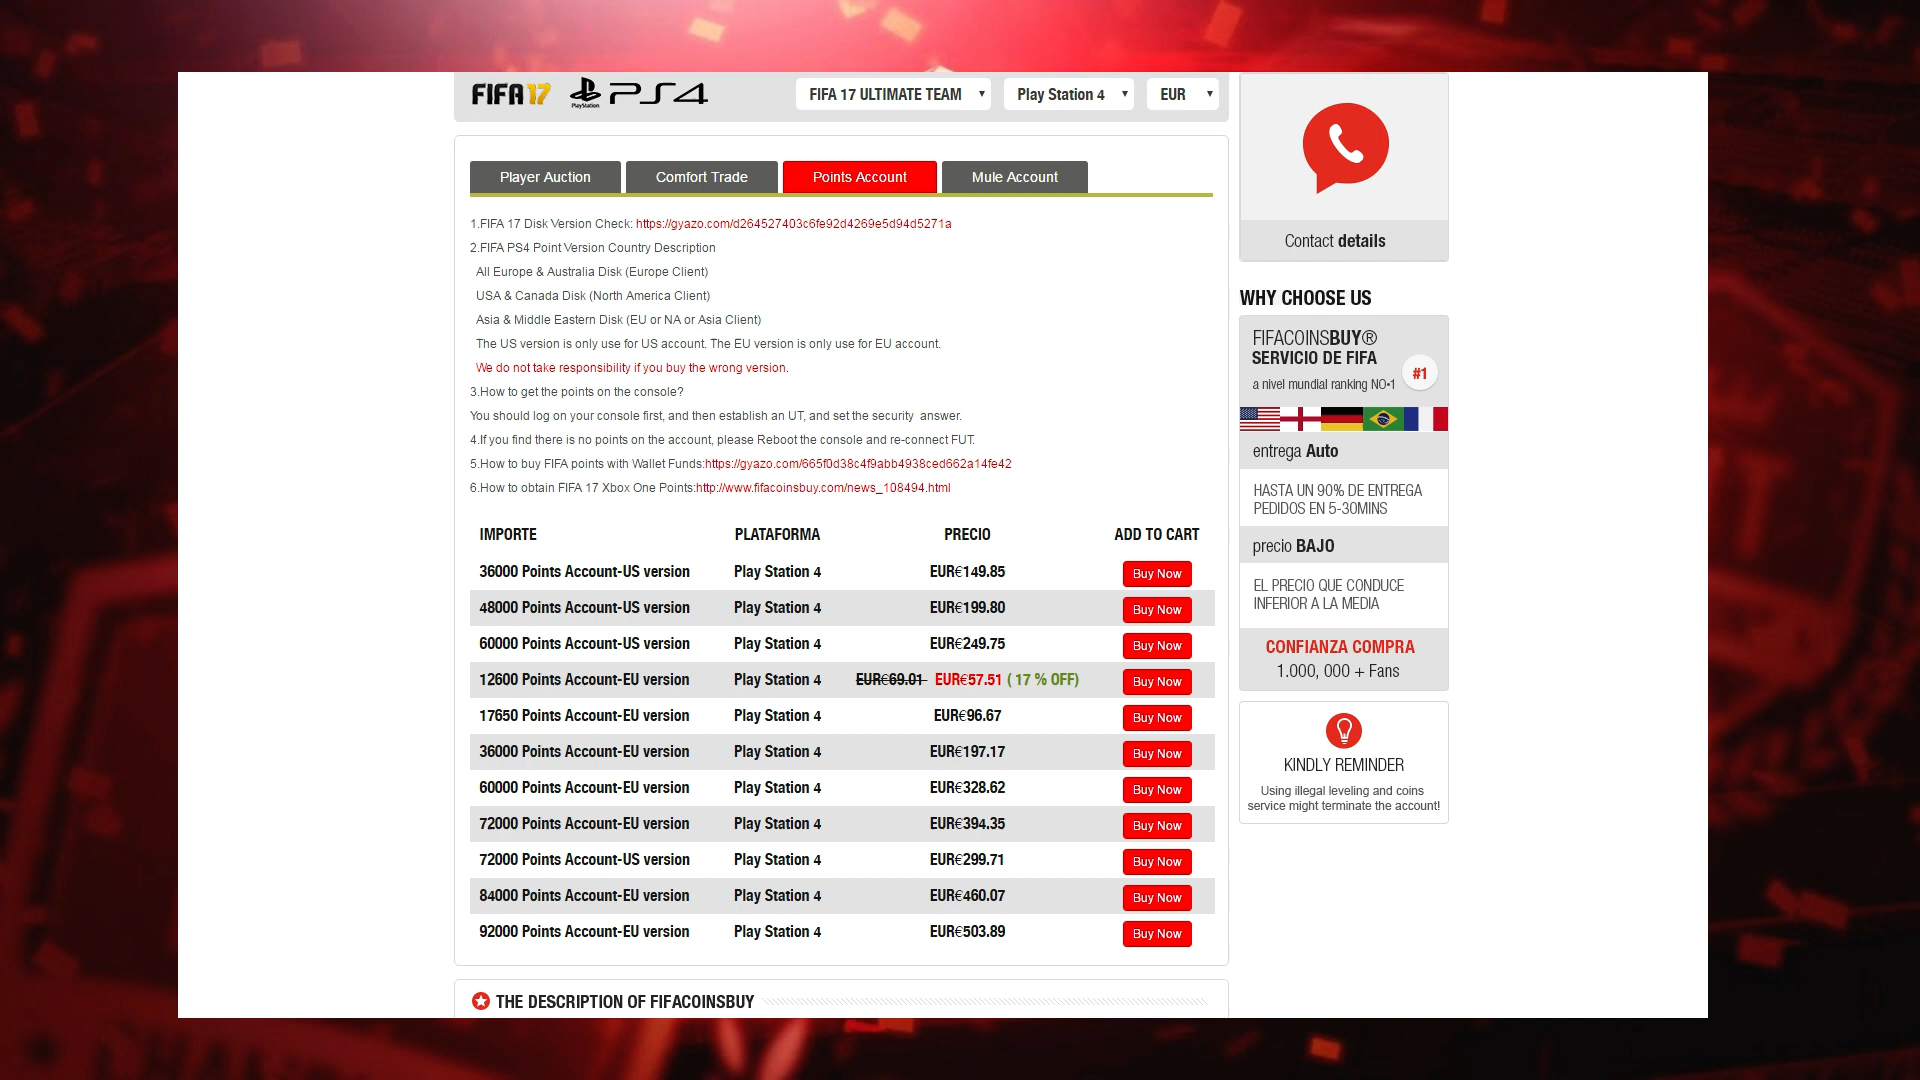 FIFA 17 PlayStation PS4 FIFA 17 ULTIMATE TEAM Play Station 4 EUR
Player Auction Comfort Trade Points Account Mule Account
1.FIFA 17 Disk Version Check: https://gyazo.com/d264527403c6fe92d4269e5d94d5271a
2.FIFA PS4 Point Version Country Description
All Europe & Australia Disk (Europe Client)
USA & Canada Disk (North America Client)
Asia & Middle Eastern Disk (EU or NA or Asia Client)
The US version is only use for US account. The EU version is only use for EU account.
We do not take responsibility if you buy the wrong version.
3.How to get the points on the console?
You should log on your console first, and then establish an UT, and set the security answer.
4.If you find there is no points on the account, please Reboot the console and re-connect FUT.
5.How to buy FIFA points with Wallet Funds:https://gyazo.com/665f0d38c4f9abb4938ced662a14fe42
6.How to obtain FIFA 17 Xbox One Points:http://www.fifacoinsbuy.com/news_108494.html
IMPORTE PLATAFORMA PRECIO ADD TO CART
36000 Points Account-US version Play Station 4 EUR€149.85 Buy Now
48000 Points Account-US version Play Station 4 EUR€199.80 Buy Now
60000 Points Account-US version Play Station 4 EUR€249.75 Buy Now
12600 Points Account-EU version Play Station 4 EUR€69.01 EUR€57.51 ( 17 % OFF) Buy Now
17650 Points Account-EU version Play Station 4 EUR€96.67 Buy Now
36000 Points Account-EU version Play Station 4 EUR€197.17 Buy Now
60000 Points Account-EU version Play Station 4 EUR€328.62 Buy Now
72000 Points Account-EU version Play Station 4 EUR€394.35 Buy Now
72000 Points Account-US version Play Station 4 EUR€299.71 Buy Now
84000 Points Account-EU version Play Station 4 EUR€460.07 Buy Now
92000 Points Account-EU version Play Station 4 EUR€503.89 Buy Now
THE DESCRIPTION OF FIFACOINSBUY
Contact details
WHY CHOOSE US
FIFACOINSBUY®
SERVICIO DE FIFA
a nivel mundial ranking NO•1
#1
entrega Auto
HASTA UN 90% DE ENTREGA
PEDIDOS EN 5-30MINS
precio BAJO
EL PRECIO QUE CONDUCE
INFERIOR A LA MEDIA
CONFIANZA COMPRA
1.000, 000 + Fans
KINDLY REMINDER
Using illegal leveling and coins
service might terminate the account!